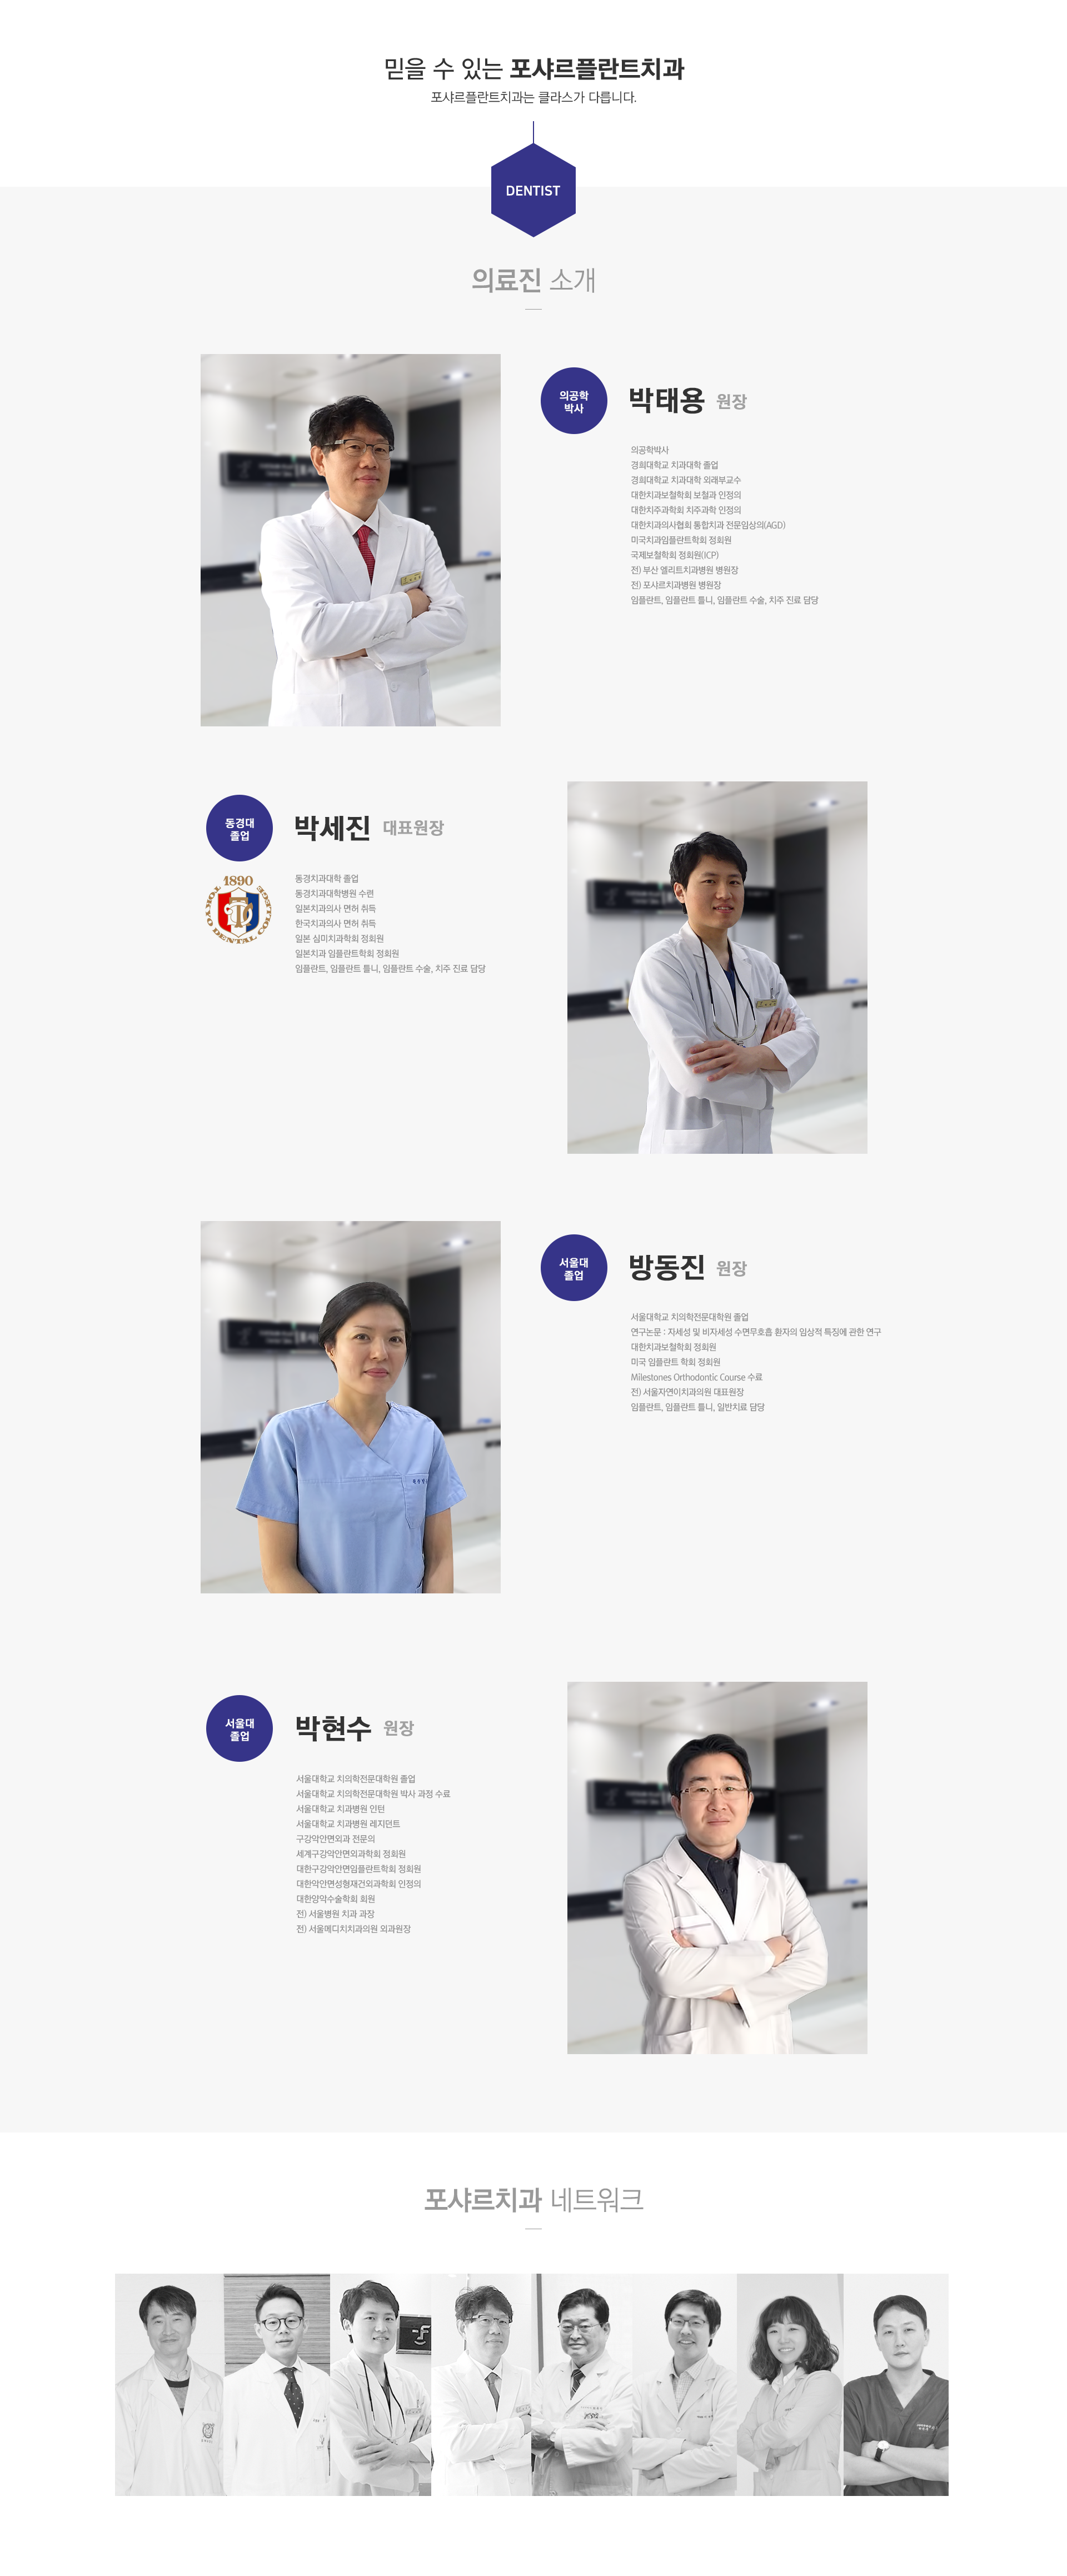 믿을 수 있는 포샤르플란트치과
포샤르플란트치과는 클라스가 다릅니다.
DENTIST
의료진 소개
의공학
박사
박태용 원장
의공학박사
경희대학교 치과대학 졸업
경희대학교 치과대학 외래부교수
대한치과보철학회 보철과 인정의
대한치주과학회 치주과학 인정의
대한치과의사협회 통합치과 전문임상의(AGD)
미국치과임플란트학회 정회원
국제보철학회 정회원(ICP)
전) 부산 엘리트치과병원 병원장
전) 포샤르치과병원 병원장
임플란트, 임플란트 틀니, 임플란트 수술, 치주 진료 담당
동경대
졸업
박세진 대표원장
1890
TOKYO DENTAL COLLEGE
동경치과대학 졸업
동경치과대학병원 수련
일본치과의사 면허 취득
한국치과의사 면허 취득
일본 심미치과학회 정회원
일본치과 임플란트학회 정회원
임플란트, 임플란트 틀니, 임플란트 수술, 치주 진료 담당
서울대
졸업
방동진 원장
서울대학교 치의학전문대학원 졸업
연구논문 : 자세성 및 비자세성 수면무호흡 환자의 임상적 특징에 관한 연구
대한치과보철학회 정회원
미국 임플란트 학회 정회원
Milestones Orthodontic Course 수료
전) 서울자연이치과의원 대표원장
임플란트, 임플란트 틀니, 일반치료 담당
서울대
졸업
박현수 원장
서울대학교 치의학전문대학원 졸업
서울대학교 치의학전문대학원 박사 과정 수료
서울대학교 치과병원 인턴
서울대학교 치과병원 레지던트
구강악안면외과 전문의
세계구강악안면외과학회 정회원
대한구강악안면임플란트학회 정회원
대한악안면성형재건외과학회 인정의
대한양악수술학회 회원
전) 서울병원 치과 과장
전) 서울메디치치과의원 외과원장
포샤르치과 네트워크